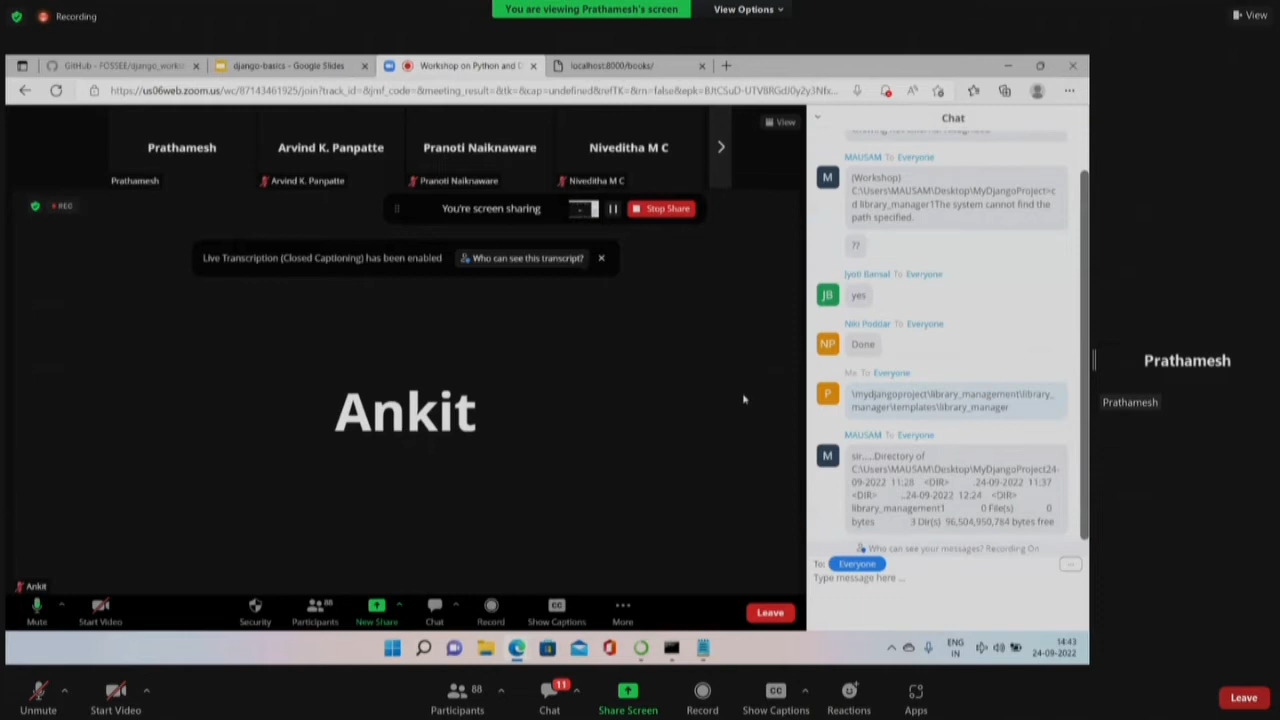 Recording
You are viewing Prathamesh's screen
View Options
View
GitHub - FOSSEE/django_works
django-basics - Google Slides
Workshop on Python and D
localhost:8000/books/
Prathamesh
Arvind K. Panpatte
Pranoti Naiknaware
Niveditha M C
View
Prathamesh
Arvind K. Panpatte
Pranoti Naiknaware
Niveditha M C
REC
You're screen sharing
Stop Share
Live Transcription (Closed Captioning) has been enabled
Who can see this transcript?
Ankit
Ankit
Mute
Start Video
Security
88
Participants
New Share
Chat
Record
CC
Show Captions
More
Leave
Chat
MAUSAM To Everyone
M
(Workshop)
C:\Users\MAUSAM\Desktop\MyDjangoProject>c
d library_manager1The system cannot find the
path specified.
??
Jyoti Bansal To Everyone
JB
yes
Niki Poddar To Everyone
NP
Done
Me To Everyone
P
\mydjangoproject\library_management\library_
manager\templates\library_manager
MAUSAM To Everyone
M
sir.....Directory of
C:\Users\MAUSAM\Desktop\MyDjangoProject24-
09-2022 11:28 <DIR> .24-09-2022 11:37
<DIR> ..24-09-2022 12:24 <DIR>
library_management1 0 File(s) 0
bytes 3 Dir(s) 96,504,950,784 bytes free
Who can see your messages? Recording On
To: Everyone
Type message here ...
ENG
IN
14:43
24-09-2022
Prathamesh
Prathamesh
Unmute
Start Video
88
Participants
11
Chat
Share Screen
Record
CC
Show Captions
Reactions
Apps
Leave